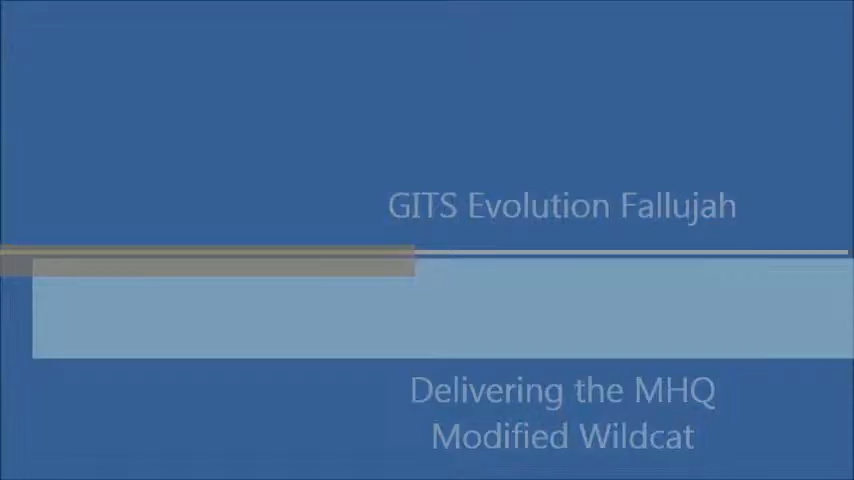 GITS Evolution Fallujah
Delivering the MHQ
Modified Wildcat